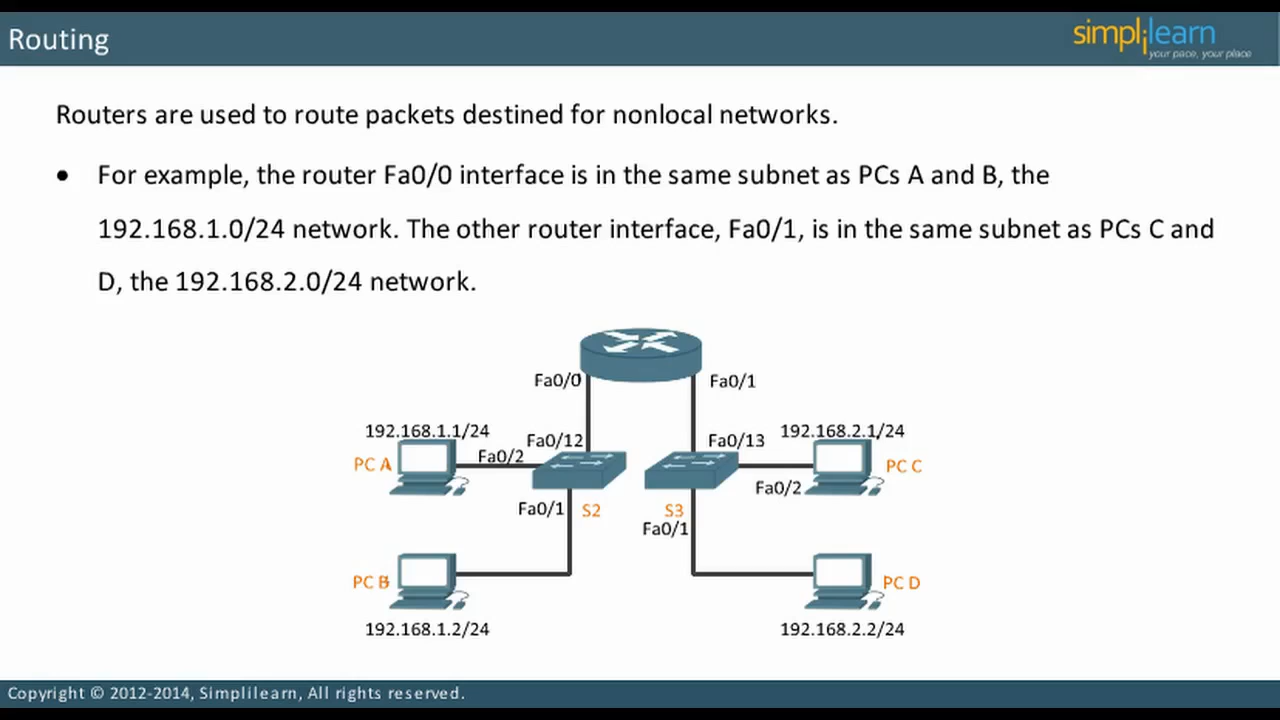 Routing
simplilearn
your pace, your place
Routers are used to route packets destined for nonlocal networks.
• For example, the router Fa0/0 interface is in the same subnet as PCs A and B, the
192.168.1.0/24 network. The other router interface, Fa0/1, is in the same subnet as PCs C and
D, the 192.168.2.0/24 network.
Fa0/0 Fa0/1
192.168.1.1/24 Fa0/12 Fa0/13 192.168.2.1/24
PC A Fa0/2 PC C
Fa0/2
Fa0/1 S2 S3
Fa0/1
PC B PC D
192.168.1.2/24 192.168.2.2/24
Copyright © 2012-2014, Simplilearn, All rights reserved.